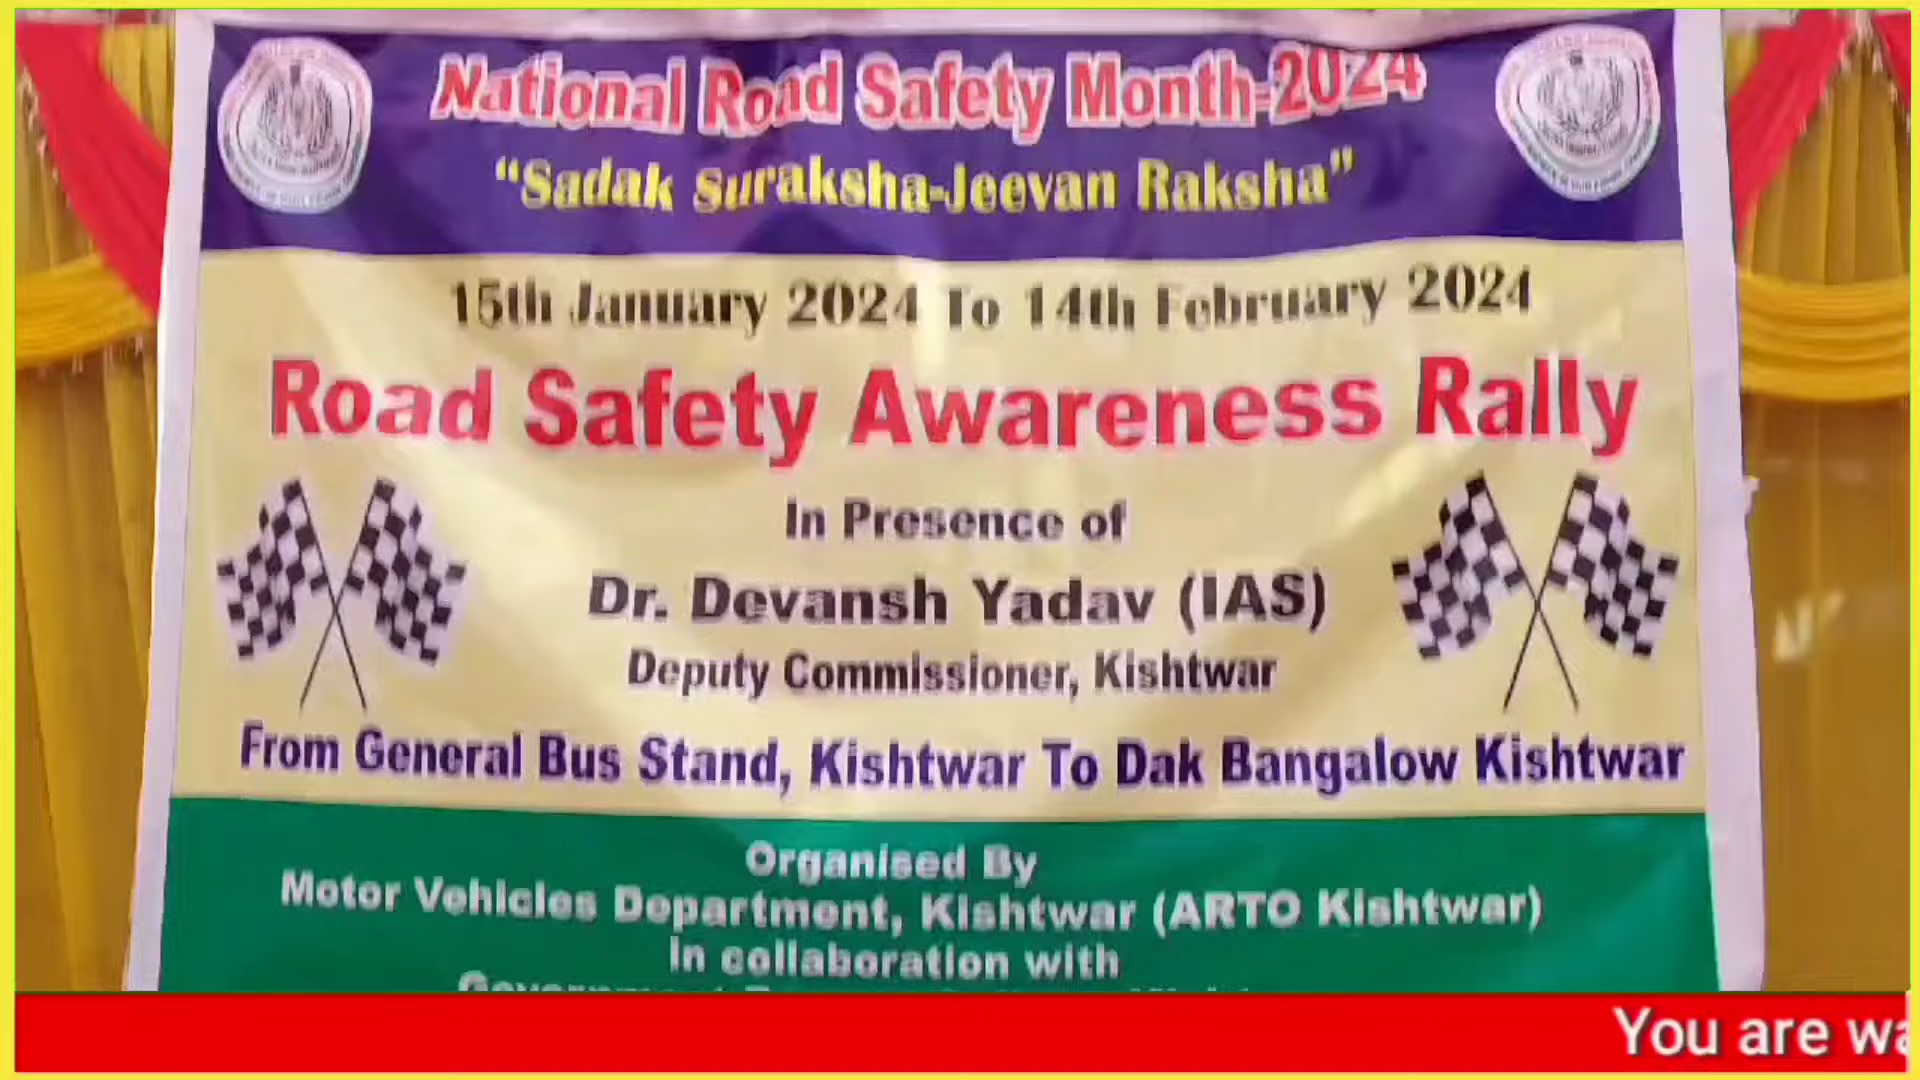 National Road Safety Month-2024
“Sadak Suraksha-Jeevan Raksha”
15th January 2024 To 14th February 2024
Road Safety Awareness Rally
In Presence of
Dr. Devansh Yadav (IAS)
Deputy Commissioner, Kishtwar
From General Bus Stand, Kishtwar To Dak Bangalow Kishtwar
Organised By
Motor Vehicles Department, Kishtwar (ARTO Kishtwar)
In collaboration with
You are